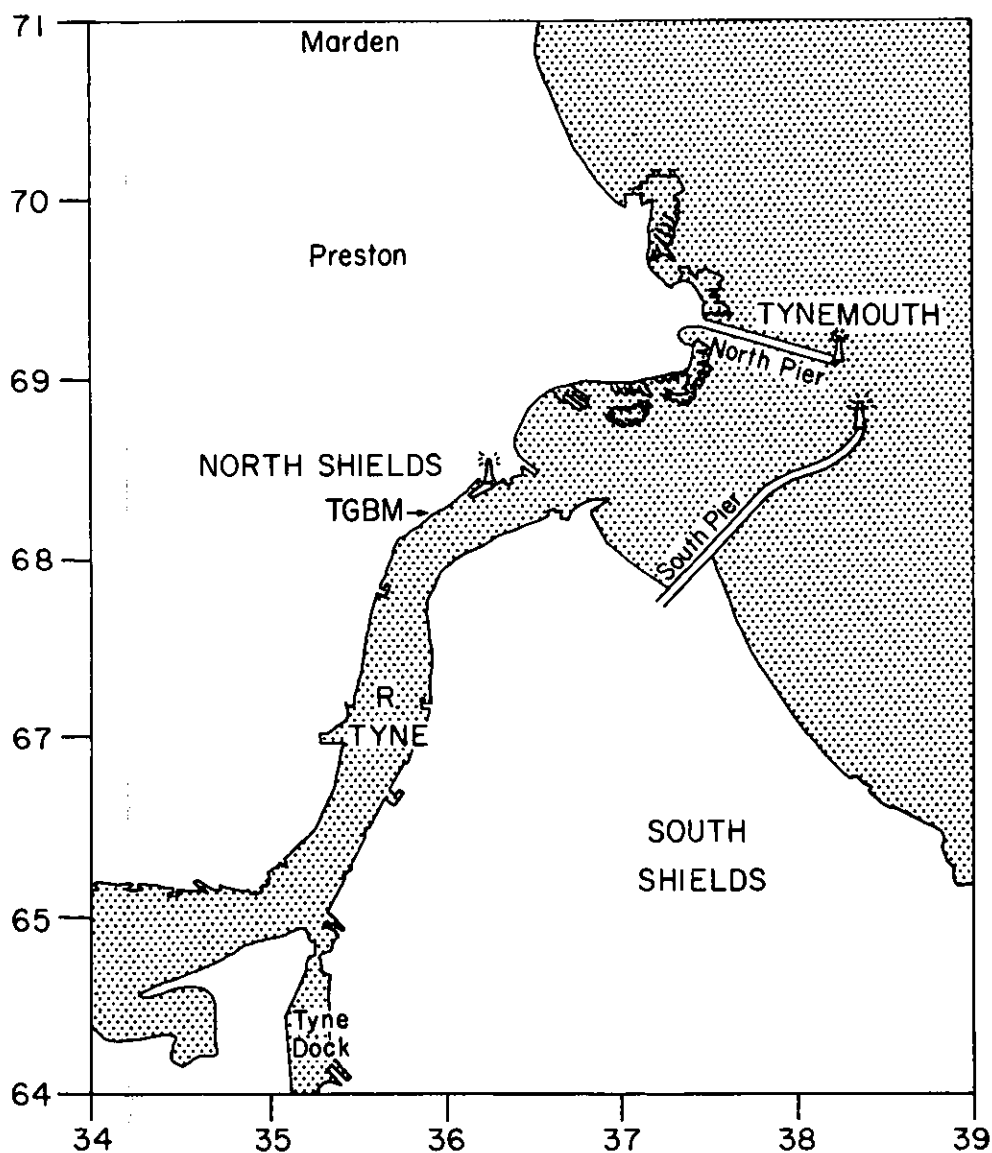 71
Marden
70
Preston
TYNEMOUTH
North Pier
69
NORTH SHIELDS
TGBM
South Pier
68
R
67
TYNE
SOUTH
SHIELDS
65
Tyne
Dock
64
34
35
36
37
38
39